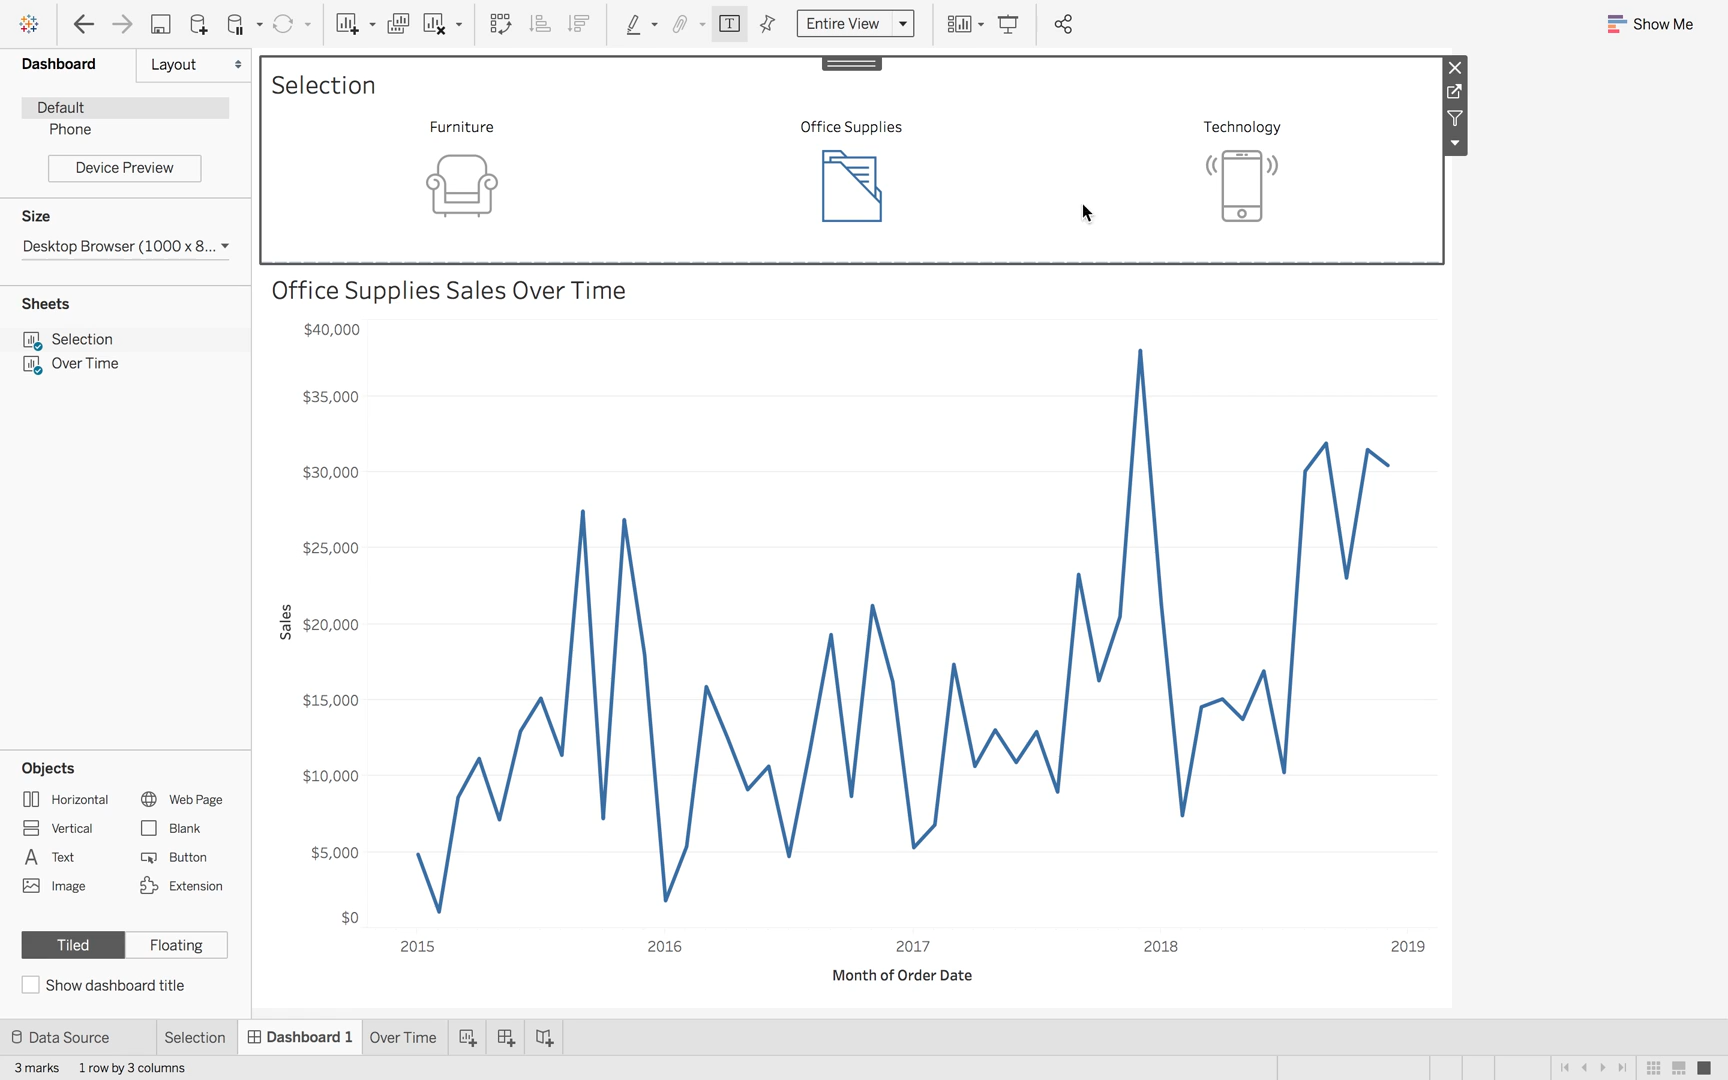 Entire View
Show Me
Dashboard
Layout
Default
Phone
Device Preview
Size
Desktop Browser (1000 x 8...
Sheets
Selection
Over Time
Objects
Horizontal
Web Page
Vertical
Blank
Text
Button
Image
Extension
Tiled
Floating
Show dashboard title
Selection
Furniture
Office Supplies
Technology
Office Supplies Sales Over Time
$40,000
$35,000
$30,000
$25,000
$20,000
$15,000
$10,000
$5,000
$0
Sales
2015
2016
2017
2018
2019
Month of Order Date
Data Source
Selection
Dashboard 1
Over Time
3 marks
1 row by 3 columns